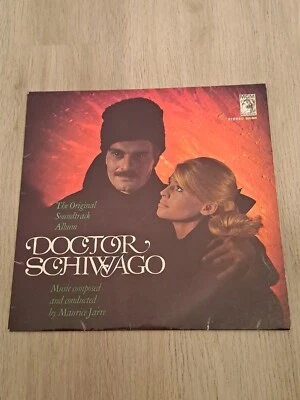 STEREO
The Original
Soundtrack
Album
DOCTOR
SCHIWAGO
Music composed
and conducted
by Maurice Jarre